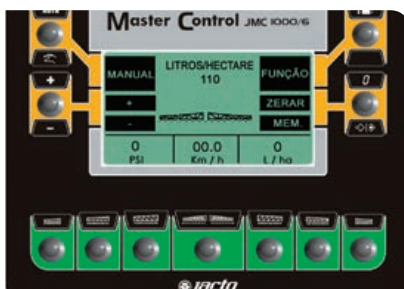 Master Control JMC 1000/6
MANUAL
LITROS/HECTARE
110
FUNÇÃO
+
+
ZERAR
0
-
-
MEM.
0
PSI
00.0
Km / h
0
L / ha
Jacto